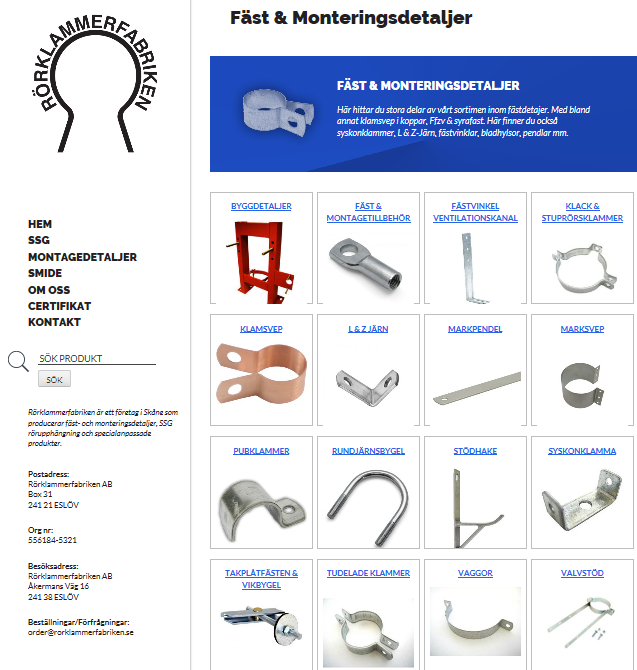 RÖRKLAMMERFABRIKEN
HEM
SSG
MONTAGEDETALJER
SMIDE
OM OSS
CERTIFIKAT
KONTAKT
SÖK PRODUKT
SÖK
Rörklammerfabriken är ett företag i Skåne som
producerar fäst- och monteringsdetaljer, SSG
rörupphängning och specialanpassade
produkter.
Postadress:
Rörklammerfabriken AB
Box 31
241 21 ESLÖV
Org nr:
556184-5321
Besöksadress:
Rörklammerfabriken AB
Åkermans Väg 16
241 38 ESLÖV
Beställningar/Förfrågningar:
order@rorklammerfabriken.se
Fäst & Monteringsdetaljer
FÄST & MONTERINGSDETALJER
Här hittar du stora delar av vårt sortimen inom fästdetajer. Med bland
annat klamsvep i koppar, Ffzv & syrafast. Här finner du också
syskonklammer, L & Z-Järn, fästvinklar, bladhylsor, pendlar mm.
BYGGDETALJER
FÄST &
MONTAGETILLBEHÖR
FÄSTVINKEL
VENTILATIONSKANAL
KLACK &
STUPRÖRSKLAMMER
KLAMSVEP
L & Z JÄRN
MARKPENDEL
MARKSVEP
PUBKLAMMER
RUNDJÄRNSBYGEL
STÖDHAKE
SYSKONKLAMMA
TAKPLÅTFÄSTEN &
VIKBYGEL
TUDELADE KLAMMER
VAGGOR
VALVSTÖD